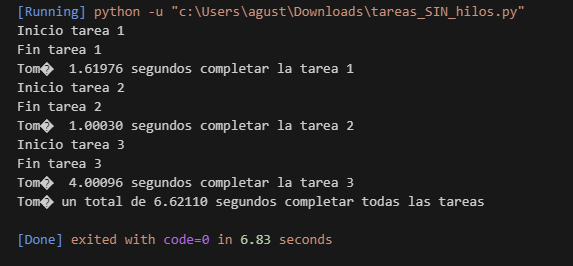 [Running] python -u "c:\Users\agust\Downloads\tareas_SIN_hilos.py"
Inicio tarea 1
Fin tarea 1
Tom�  1.61976 segundos completar la tarea 1
Inicio tarea 2
Fin tarea 2
Tom�  1.00030 segundos completar la tarea 2
Inicio tarea 3
Fin tarea 3
Tom�  4.00096 segundos completar la tarea 3
Tom� un total de 6.62110 segundos completar todas las tareas
[Done] exited with code=0 in 6.83 seconds